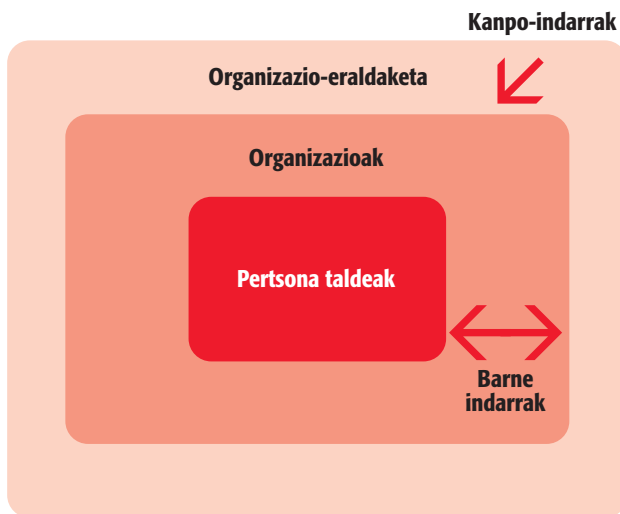 Kanpo-indarrak
Organizazio-eraldaketa
Organizazioak
Pertsona taldeak
Barne
indarrak